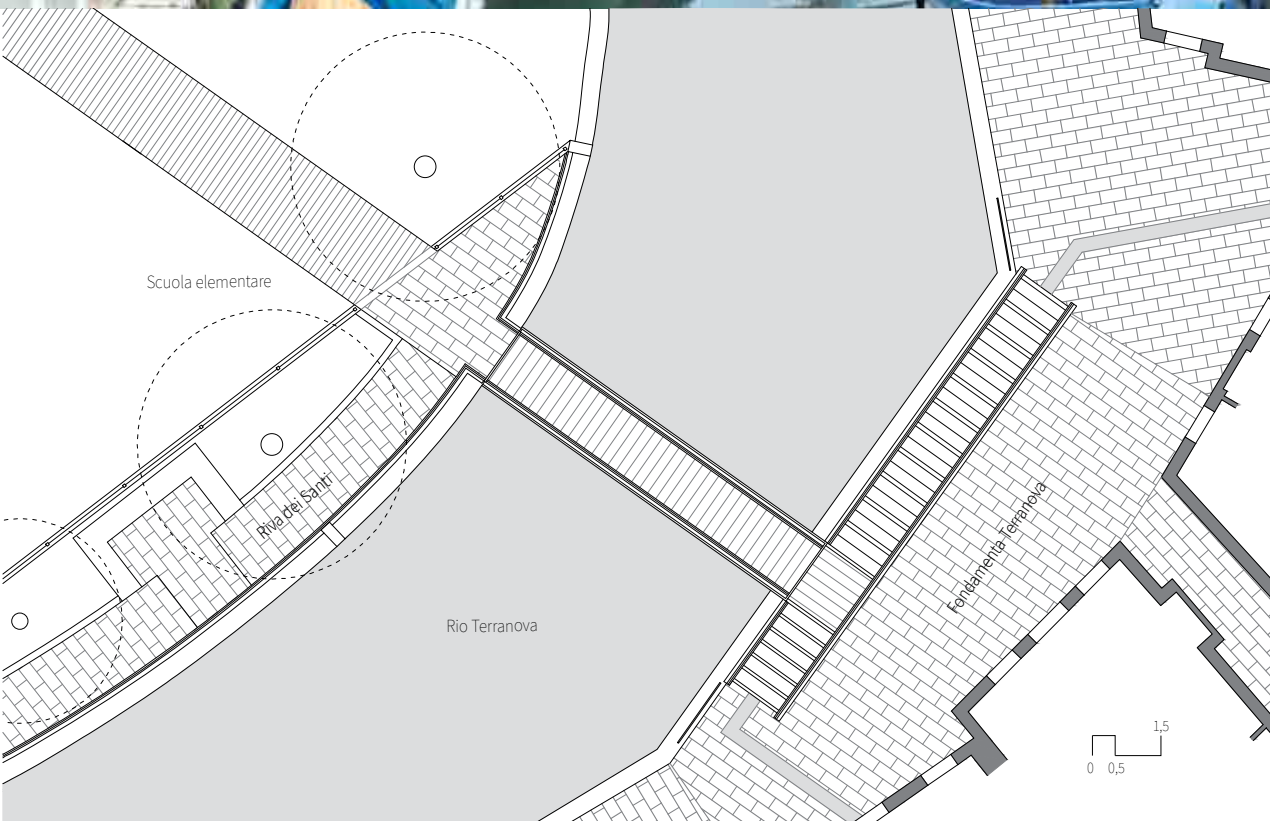 Scuola elementare
Riva dei Santi
Fondamenta Terranova
Rio Terranova
1,5
0 0,5